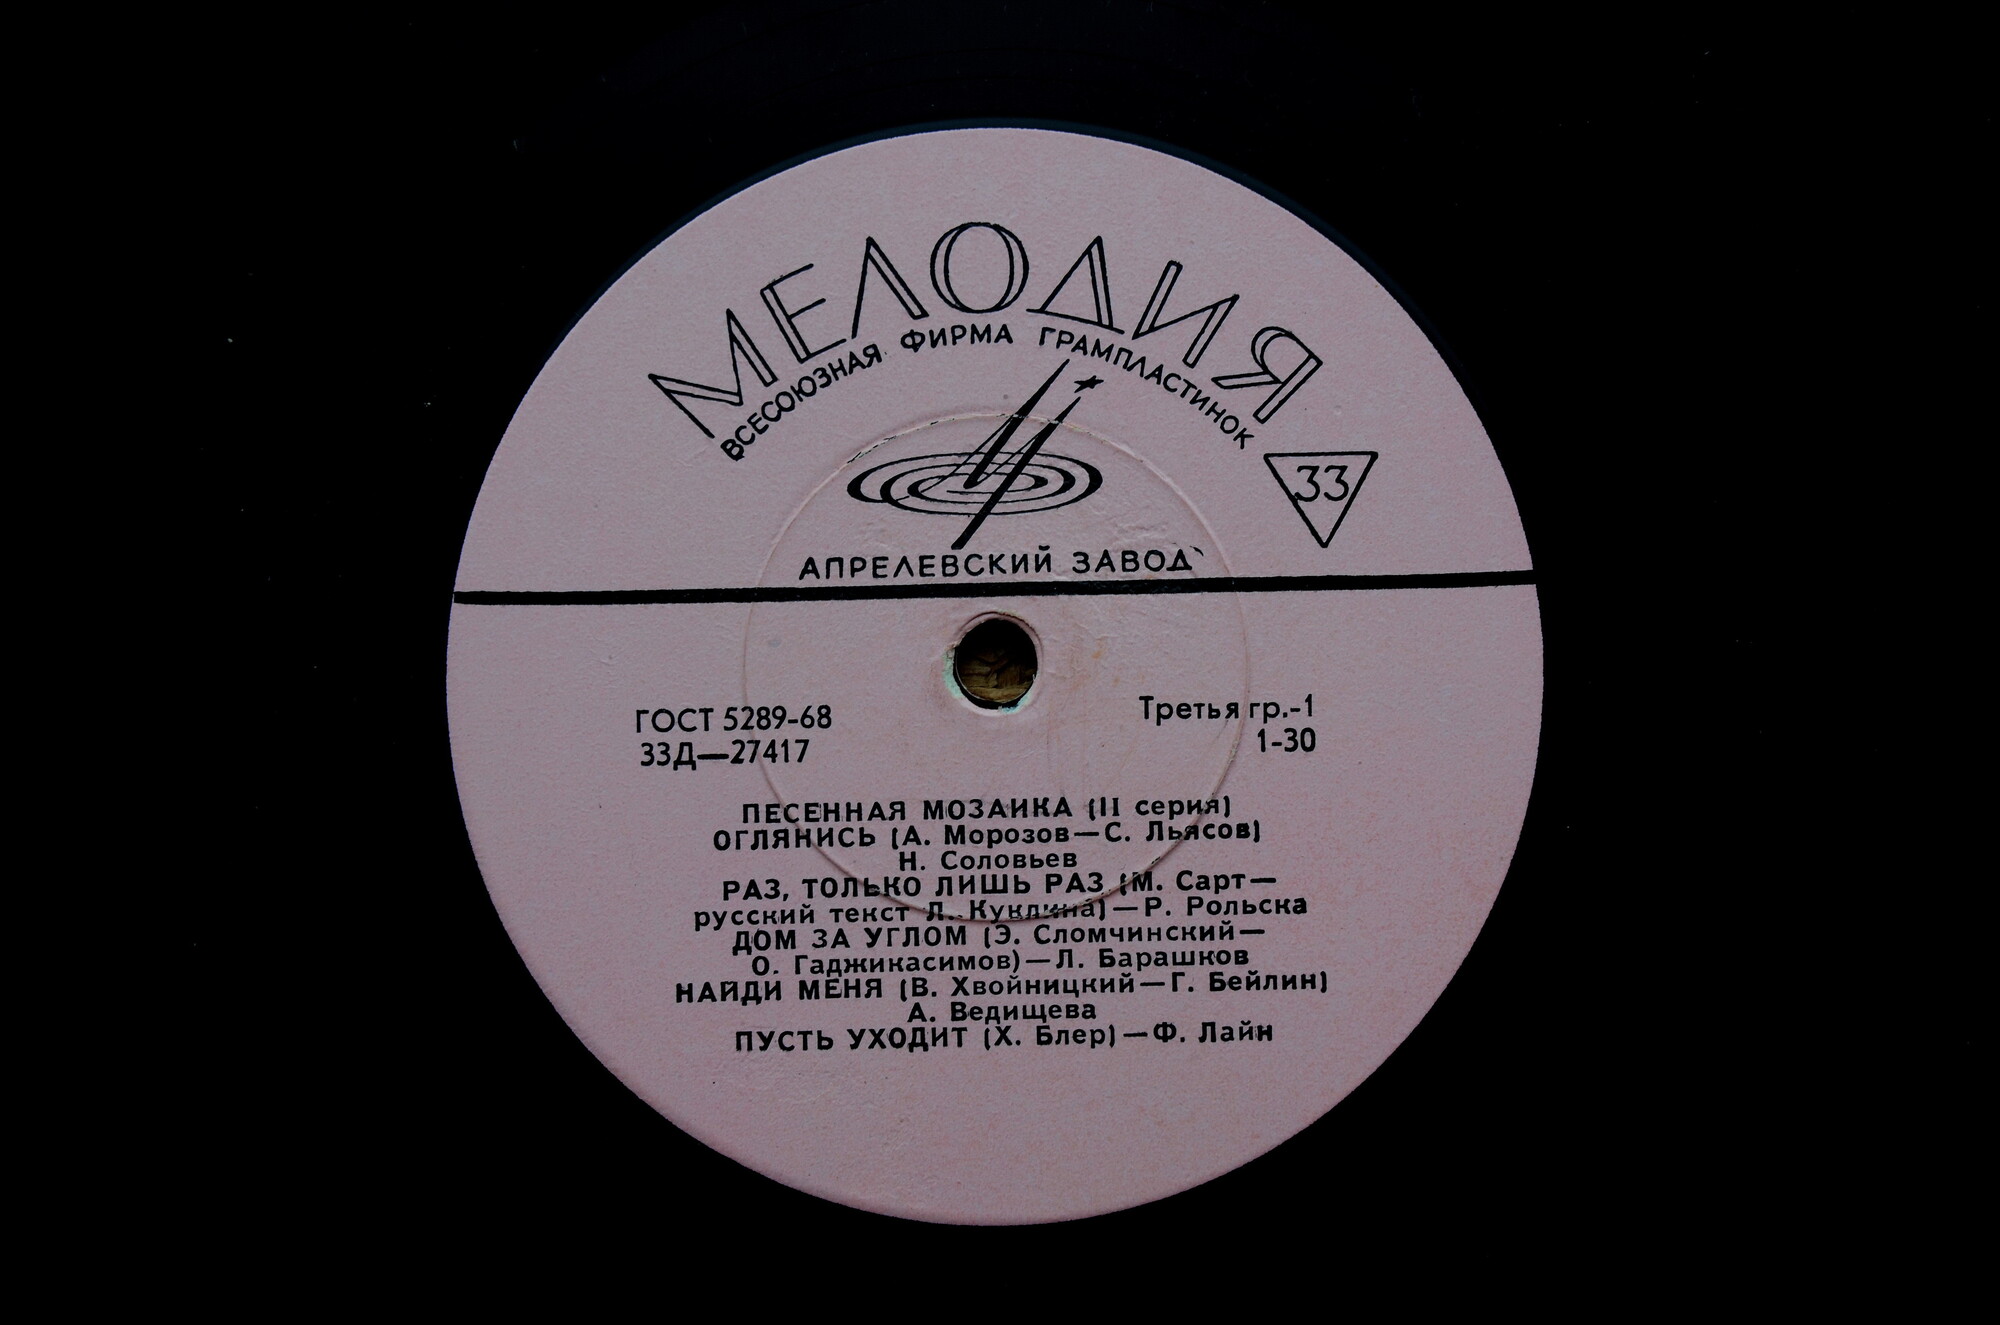 МЕЛОДИЯ
ВСЕСОЮЗНАЯ ФИРМА ГРАМПЛАСТИНОК
33
АПРЕЛЕВСКИЙ ЗАВОД
ГОСТ 5289-68
33Д—27417
Третья гр.-1
1-30
ПЕСЕННАЯ МОЗАИКА (II серия)
ОГЛЯНИСЬ (А. Морозов—С. Льясов)
Н. Соловьев
РАЗ, ТОЛЬКО ЛИШЬ РАЗ (М. Сарт—
русский текст Л. Куклина)—Р. Рольска
ДОМ ЗА УГЛОМ (Э. Сломчинский—
О. Гаджикасимов)—Л. Барашков
НАЙДИ МЕНЯ (В. Хвойницкий—Г. Бейлин)
А. Ведищева
ПУСТЬ УХОДИТ (Х. Блер)—Ф. Лайн